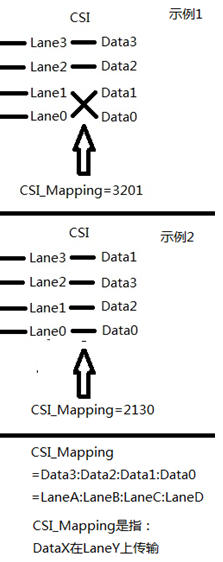 CSI 示例1
Lane3 Data3
Lane2 Data2
Lane1 Data1
Lane0 Data0
CSI_Mapping=3201
CSI 示例2
Lane3 Data1
Lane2 Data3
Lane1 Data2
Lane0 Data0
CSI_Mapping=2130
CSI_Mapping
=Data3:Data2:Data1:Data0
=LaneA:LaneB:LaneC:LaneD
CSI_Mapping是指：
DataX在LaneY上传输